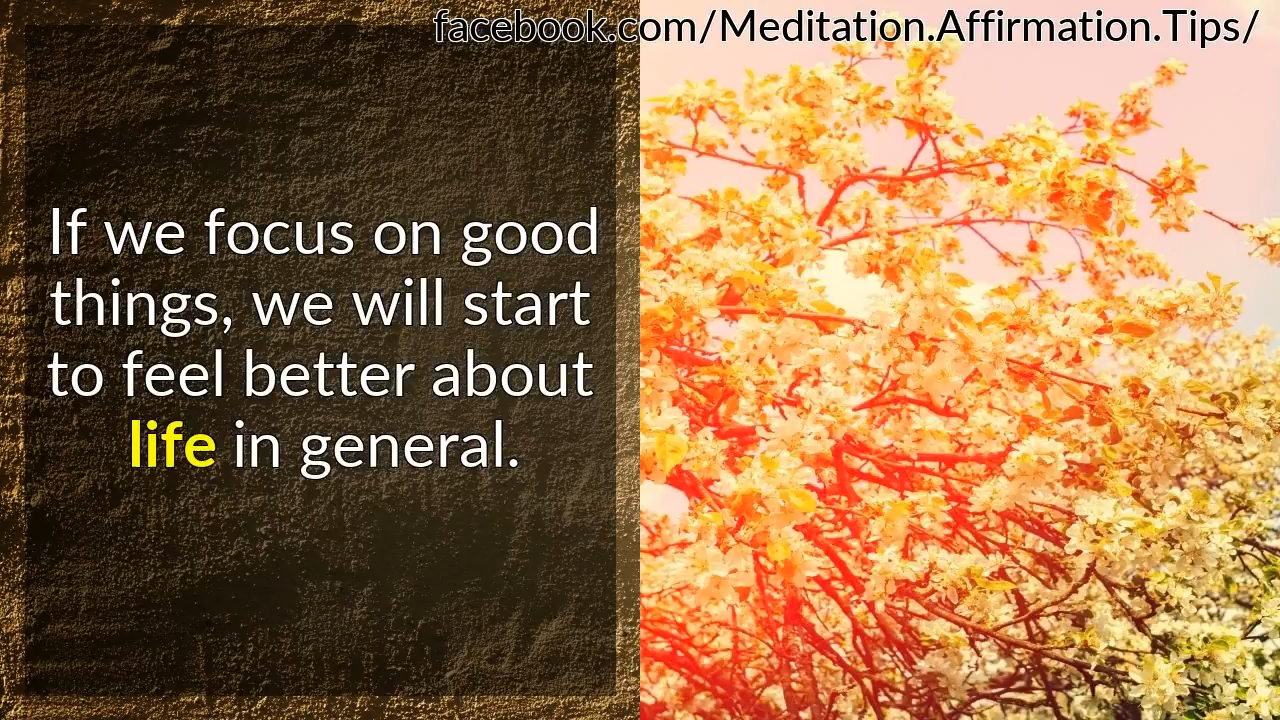 facebook.com/Meditation.Affirmation.Tips/
If we focus on good
things, we will start
to feel better about
life in general.